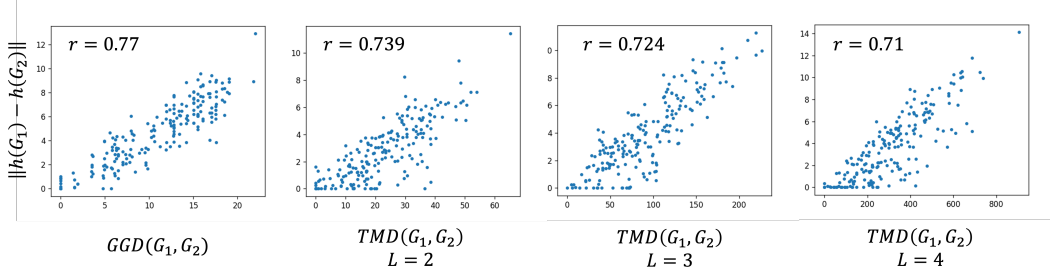 ‖h(G₁) − h(G₂)‖
r = 0.77
12
10
8
6
4
2
0
0 5 10 15 20
GGD(G₁, G₂)
r = 0.739
10
8
6
4
2
0
0 10 20 30 40 50 60
TMD(G₁, G₂)
L = 2
r = 0.724
0
8
6
4
2
0
0 50 100 150 200
TMD(G₁, G₂)
L = 3
r = 0.71
14
12
10
8
6
4
2
0
0 200 400 600 800
TMD(G₁, G₂)
L = 4